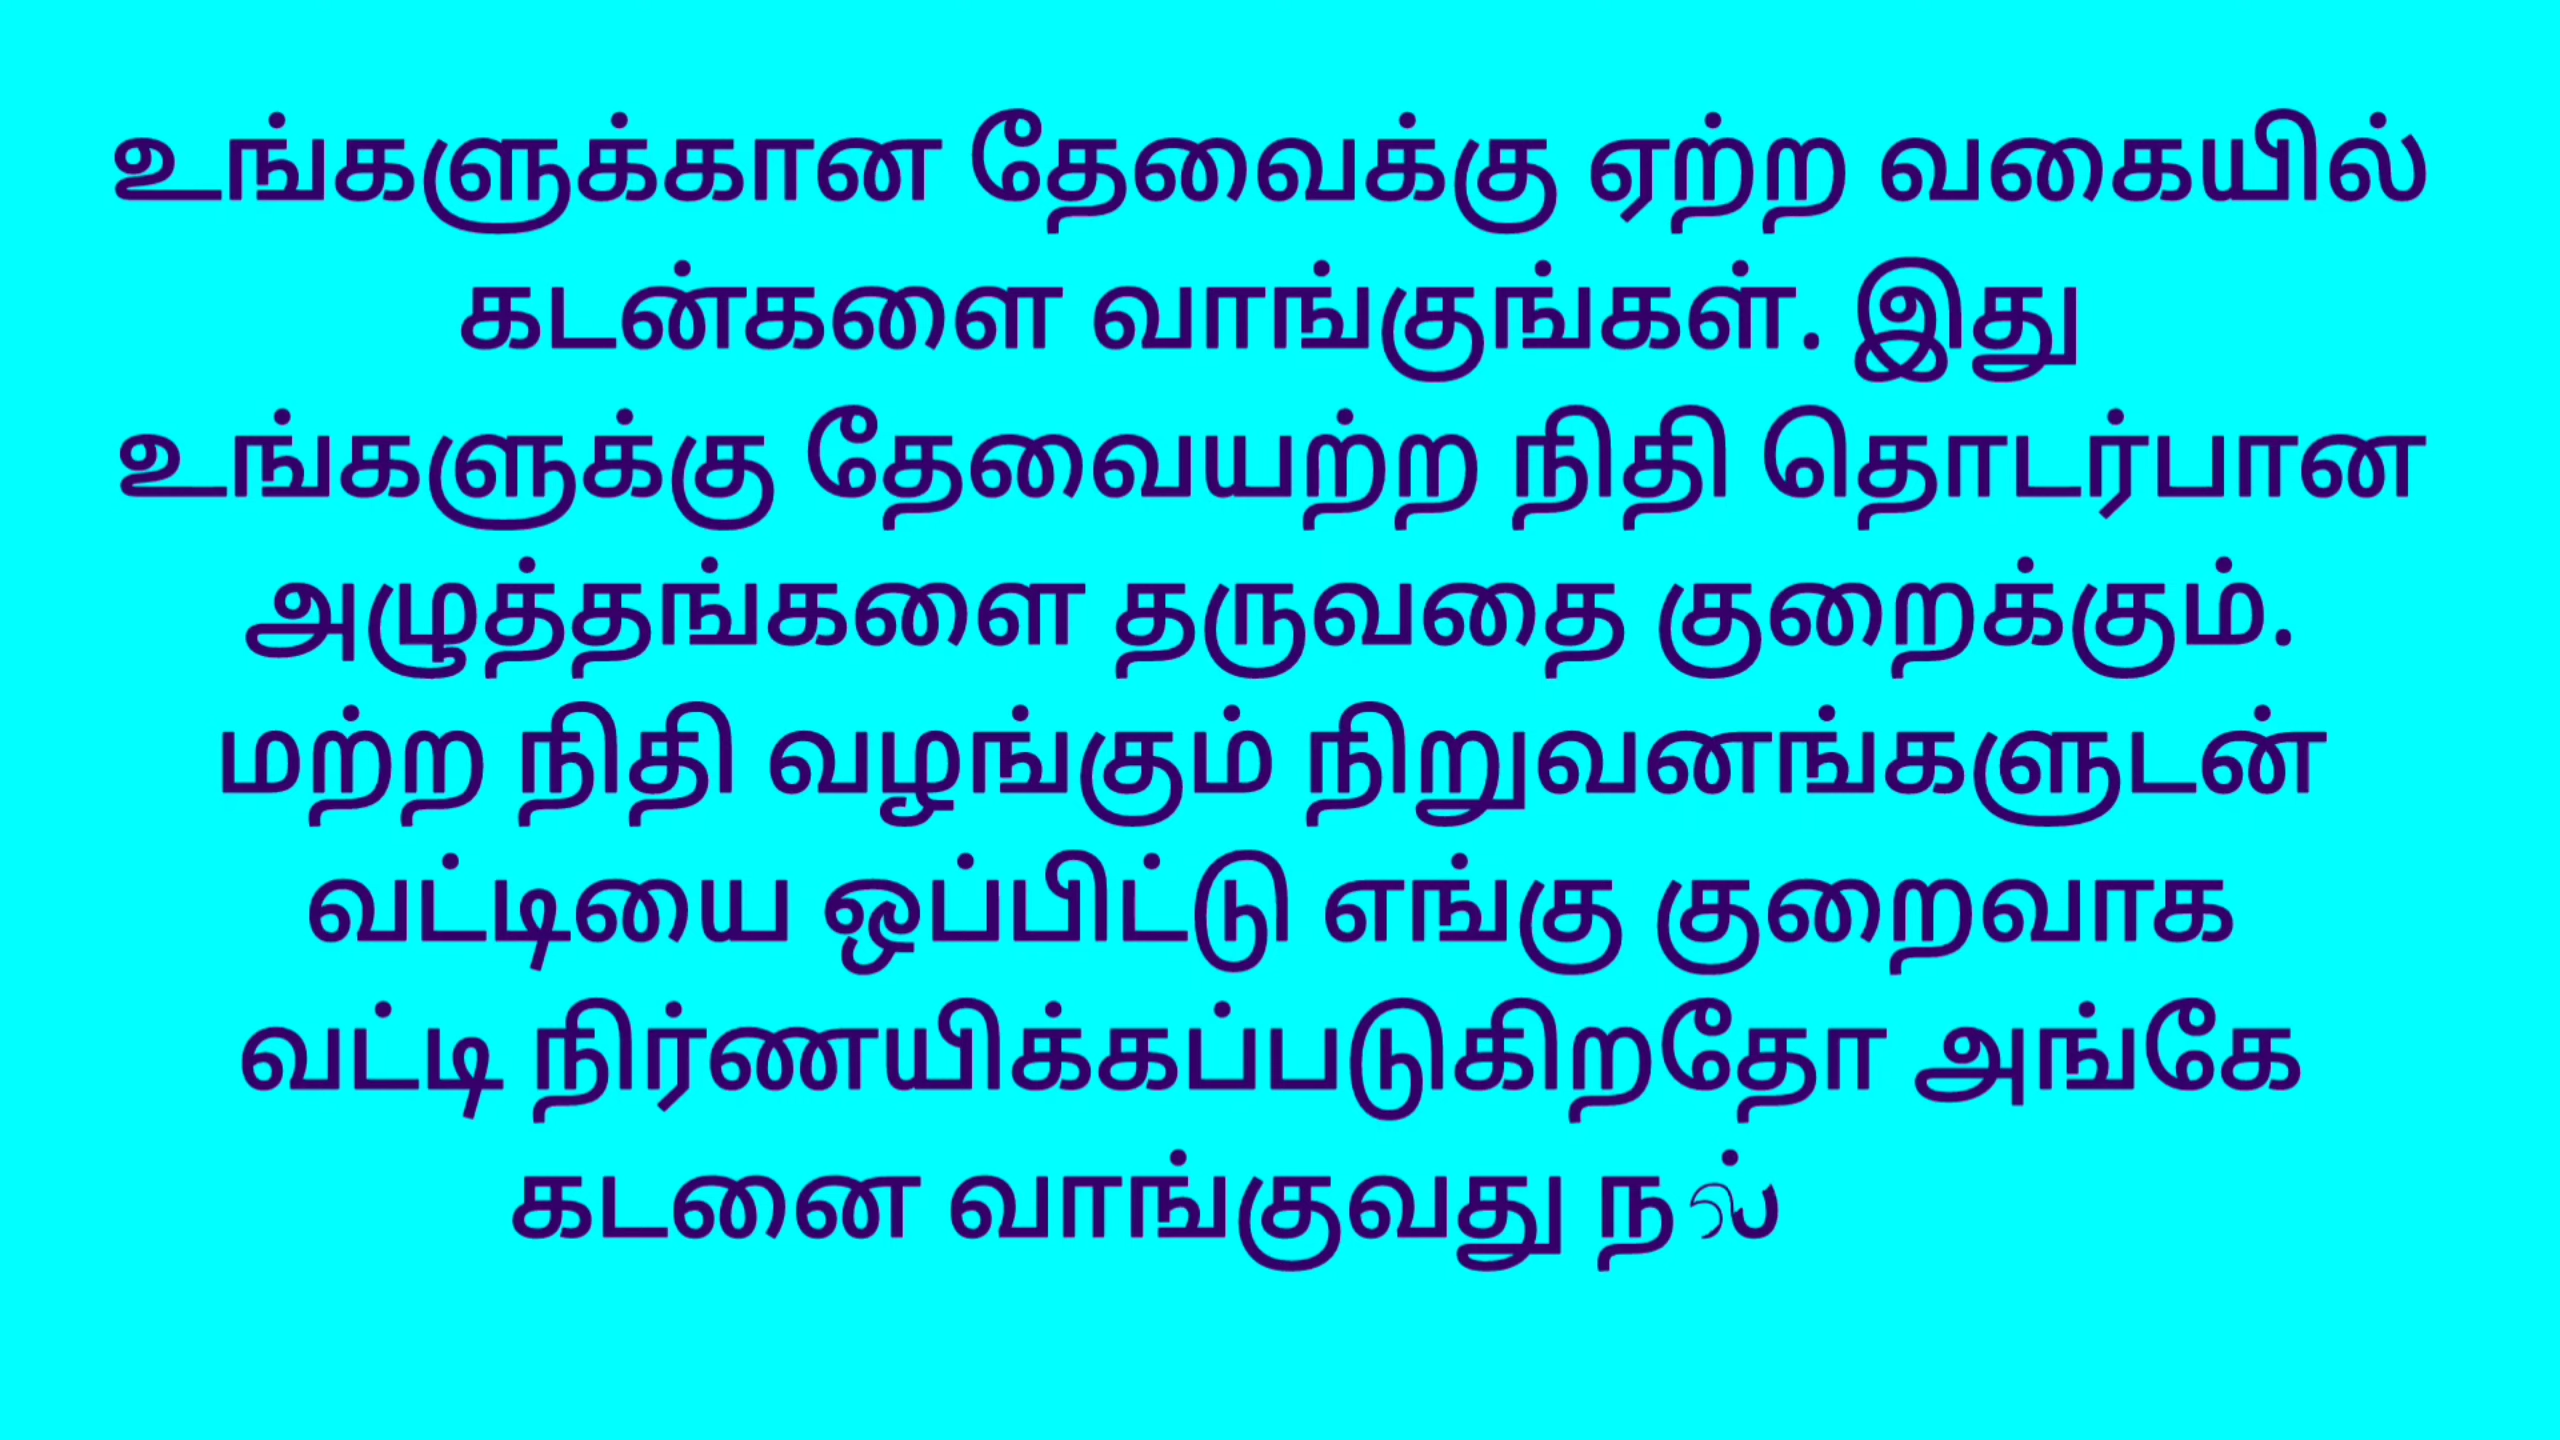 உங்களுக்கான தேவைக்கு ஏற்ற வகையில்
கடன்களை வாங்குங்கள். இது
உங்களுக்கு தேவையற்ற நிதி தொடர்பான
அழுத்தங்களை தருவதை குறைக்கும்.
மற்ற நிதி வழங்கும் நிறுவனங்களுடன்
வட்டியை ஒப்பிட்டு எங்கு குறைவாக
வட்டி நிர்ணயிக்கப்படுகிறதோ அங்கே
கடனை வாங்குவது நல்